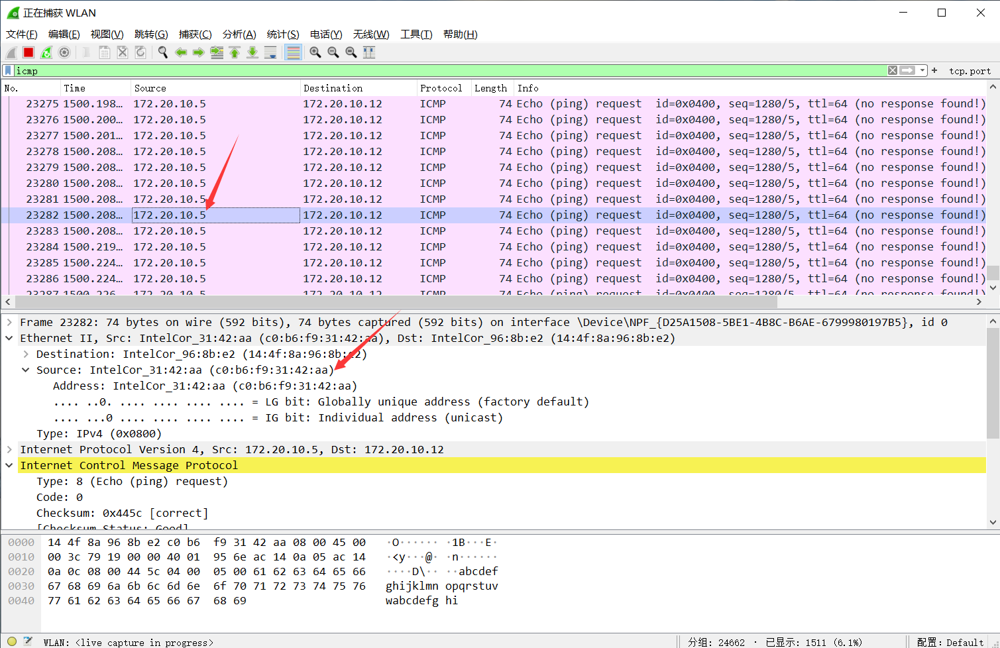 正在捕获 WLAN
文件(F) 编辑(E) 视图(V) 跳转(G) 捕获(C) 分析(A) 统计(S) 电话(Y) 无线(W) 工具(T) 帮助(H)
icmp + tcp.port
No. Time Source Destination Protocol Length Info
23275 1500.198… 172.20.10.5 172.20.10.12 ICMP 74 Echo (ping) request id=0x0400, seq=1280/5, ttl=64 (no response found!)
23276 1500.200… 172.20.10.5 172.20.10.12 ICMP 74 Echo (ping) request id=0x0400, seq=1280/5, ttl=64 (no response found!)
23277 1500.201… 172.20.10.5 172.20.10.12 ICMP 74 Echo (ping) request id=0x0400, seq=1280/5, ttl=64 (no response found!)
23278 1500.208… 172.20.10.5 172.20.10.12 ICMP 74 Echo (ping) request id=0x0400, seq=1280/5, ttl=64 (no response found!)
23279 1500.208… 172.20.10.5 172.20.10.12 ICMP 74 Echo (ping) request id=0x0400, seq=1280/5, ttl=64 (no response found!)
23280 1500.208… 172.20.10.5 172.20.10.12 ICMP 74 Echo (ping) request id=0x0400, seq=1280/5, ttl=64 (no response found!)
23281 1500.208… 172.20.10.5 172.20.10.12 ICMP 74 Echo (ping) request id=0x0400, seq=1280/5, ttl=64 (no response found!)
23282 1500.208… 172.20.10.5 172.20.10.12 ICMP 74 Echo (ping) request id=0x0400, seq=1280/5, ttl=64 (no response found!)
23283 1500.208… 172.20.10.5 172.20.10.12 ICMP 74 Echo (ping) request id=0x0400, seq=1280/5, ttl=64 (no response found!)
23284 1500.219… 172.20.10.5 172.20.10.12 ICMP 74 Echo (ping) request id=0x0400, seq=1280/5, ttl=64 (no response found!)
23285 1500.224… 172.20.10.5 172.20.10.12 ICMP 74 Echo (ping) request id=0x0400, seq=1280/5, ttl=64 (no response found!)
23286 1500.224… 172.20.10.5 172.20.10.12 ICMP 74 Echo (ping) request id=0x0400, seq=1280/5, ttl=64 (no response found!)
23287 1500.226… 172.20.10.5 172.20.10.12 ICMP 74 Echo (ping) request id=0x0400, seq=1280/5, ttl=64 (no response found!)
Frame 23282: 74 bytes on wire (592 bits), 74 bytes captured (592 bits) on interface \Device\NPF_{D25A1508-5BE1-4B8C-B6AE-6799980197B5}, id 0
Ethernet II, Src: IntelCor_31:42:aa (c0:b6:f9:31:42:aa), Dst: IntelCor_96:8b:e2 (14:4f:8a:96:8b:e2)
Destination: IntelCor_96:8b:e2 (14:4f:8a:96:8b:e2)
Source: IntelCor_31:42:aa (c0:b6:f9:31:42:aa)
Address: IntelCor_31:42:aa (c0:b6:f9:31:42:aa)
.... ..0. .... .... .... .... = LG bit: Globally unique address (factory default)
.... ...0 .... .... .... .... = IG bit: Individual address (unicast)
Type: IPv4 (0x0800)
Internet Protocol Version 4, Src: 172.20.10.5, Dst: 172.20.10.12
Internet Control Message Protocol
Type: 8 (Echo (ping) request)
Code: 0
Checksum: 0x445c [correct]
[Checksum Status: Good]
0000 14 4f 8a 96 8b e2 c0 b6 f9 31 42 aa 08 00 45 00 ·O······ ·1B···E·
0010 00 3c 79 19 00 00 40 01 95 6e ac 14 0a 05 ac 14 ·<y···@· ·n······
0020 0a 0c 08 00 44 5c 04 00 05 00 61 62 63 64 65 66 ····D\·· ··abcdef
0030 67 68 69 6a 6b 6c 6d 6e 6f 70 71 72 73 74 75 76 ghijklmn opqrstuv
0040 77 61 62 63 64 65 66 67 68 69 wabcdefg hi
WLAN: <live capture in progress> 分组: 24662 · 已显示: 1511 (6.1%) 配置: Default